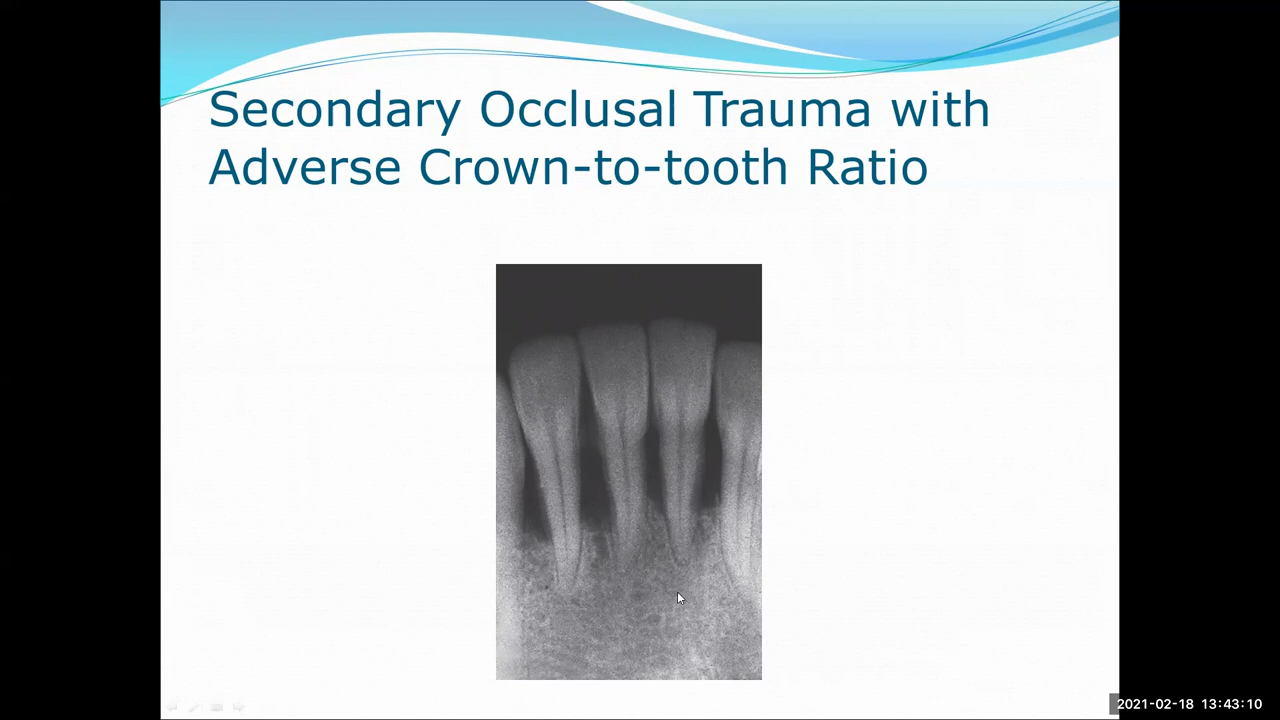 Secondary Occlusal Trauma with
Adverse Crown-to-tooth Ratio
2021-02-18 13:43:10